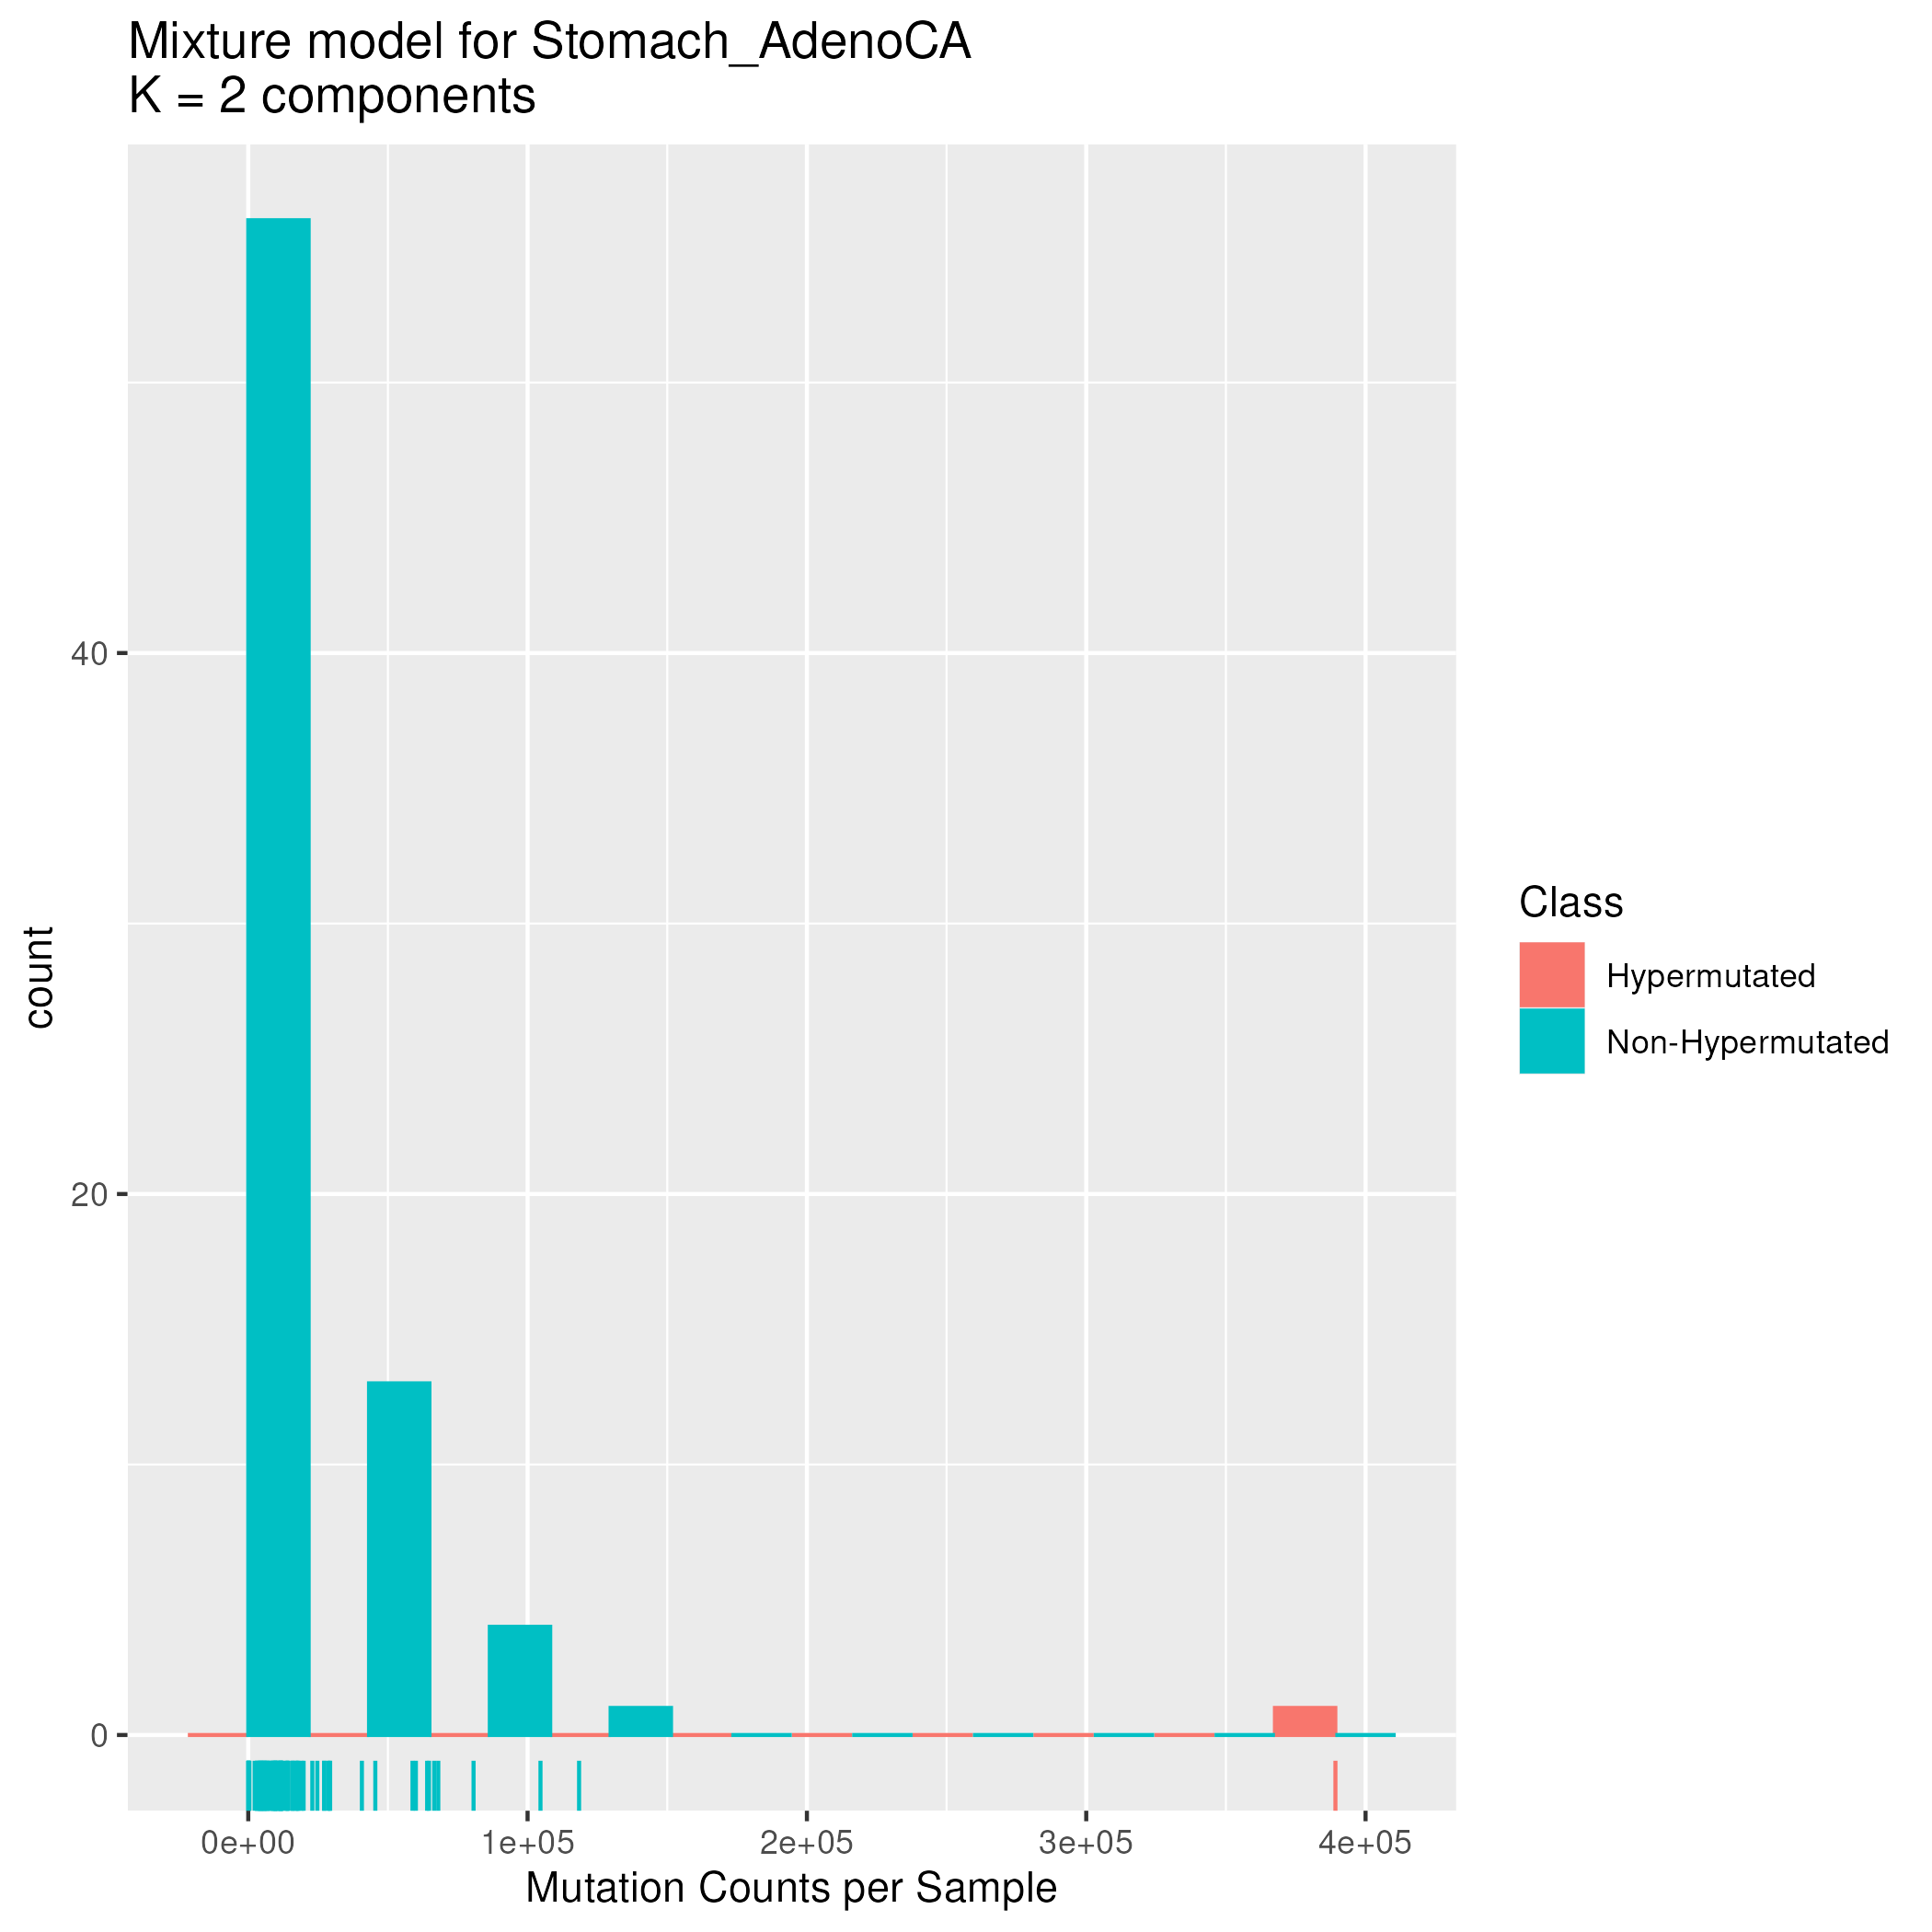 Mixture model for Stomach_AdenoCA
K = 2 components
count
40
20
0
0e+00 1e+05 2e+05 3e+05 4e+05
Mutation Counts per Sample
Class
Hypermutated
Non-Hypermutated